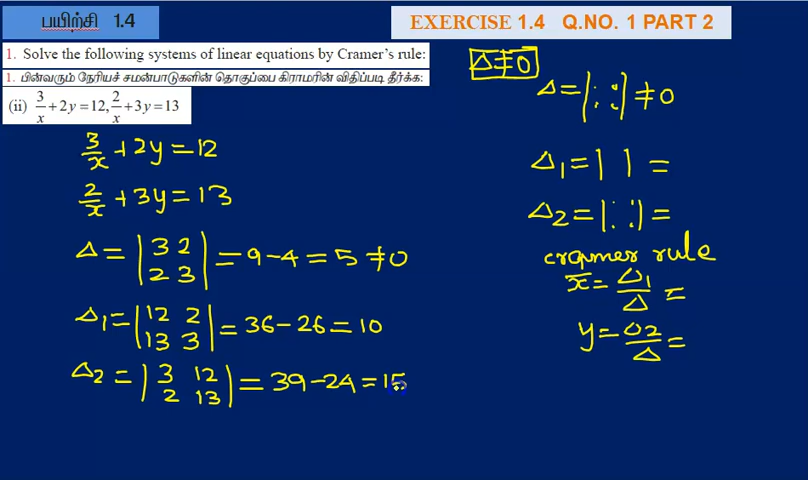 பயிற்சி 1.4
EXERCISE 1.4 Q.NO. 1 PART 2
1. Solve the following systems of linear equations by Cramer's rule:
1. பின்வரும் நேரியச் சமன்பாடுகளின் தொகுப்பை கிராமரின் விதிப்படி தீர்க்க:
(ii) 3/x + 2y = 12, 2/x + 3y = 13
3/x + 2y = 12
2/x + 3y = 13
Δ = |3 2; 2 3| = 9 - 4 = 5 ≠ 0
Δ1 = |12 2; 13 3| = 36 - 26 = 10
Δ2 = |3 12; 2 13| = 39 - 24 = 15
Δ ≠ 0
Δ = | : : | ≠ 0
Δ1 = | | =
Δ2 = | : : | =
cramer rule
x = Δ1/Δ =
y = Δ2/Δ =